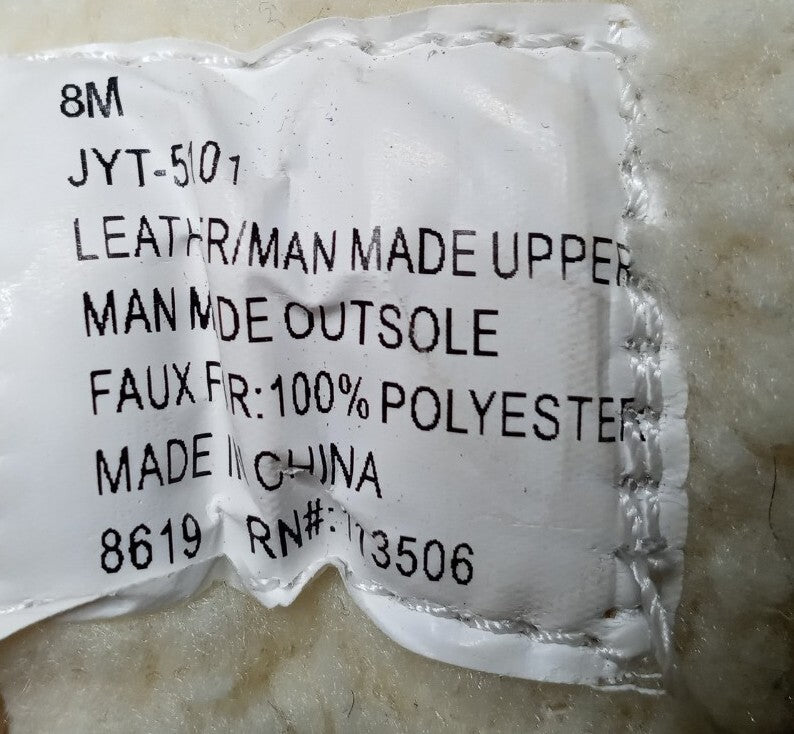 8M
JYT-5101
LEATHER/MAN MADE UPPER
MAN MADE OUTSOLE
FAUX FUR:100% POLYESTER
MADE IN CHINA
8619 RN#:113506